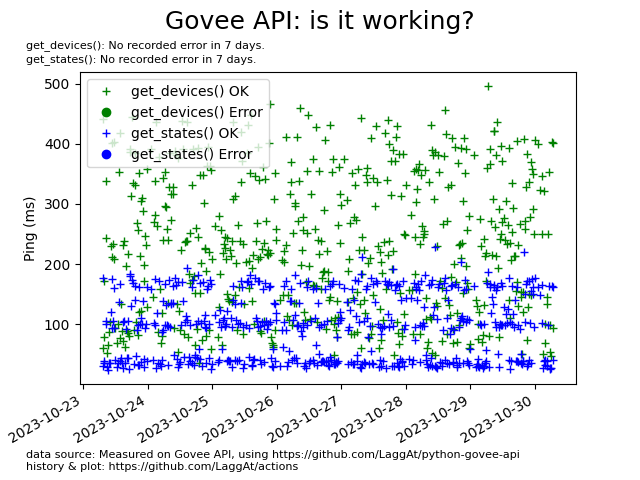 Govee API: is it working?
get_devices(): No recorded error in 7 days.
get_states(): No recorded error in 7 days.
get_devices() OK
get_devices() Error
get_states() OK
get_states() Error
Ping (ms)
500
400
300
200
100
2023-10-23
2023-10-24
2023-10-25
2023-10-26
2023-10-27
2023-10-28
2023-10-29
2023-10-30
data source: Measured on Govee API, using https://github.com/LaggAt/python-govee-api
history & plot: https://github.com/LaggAt/actions